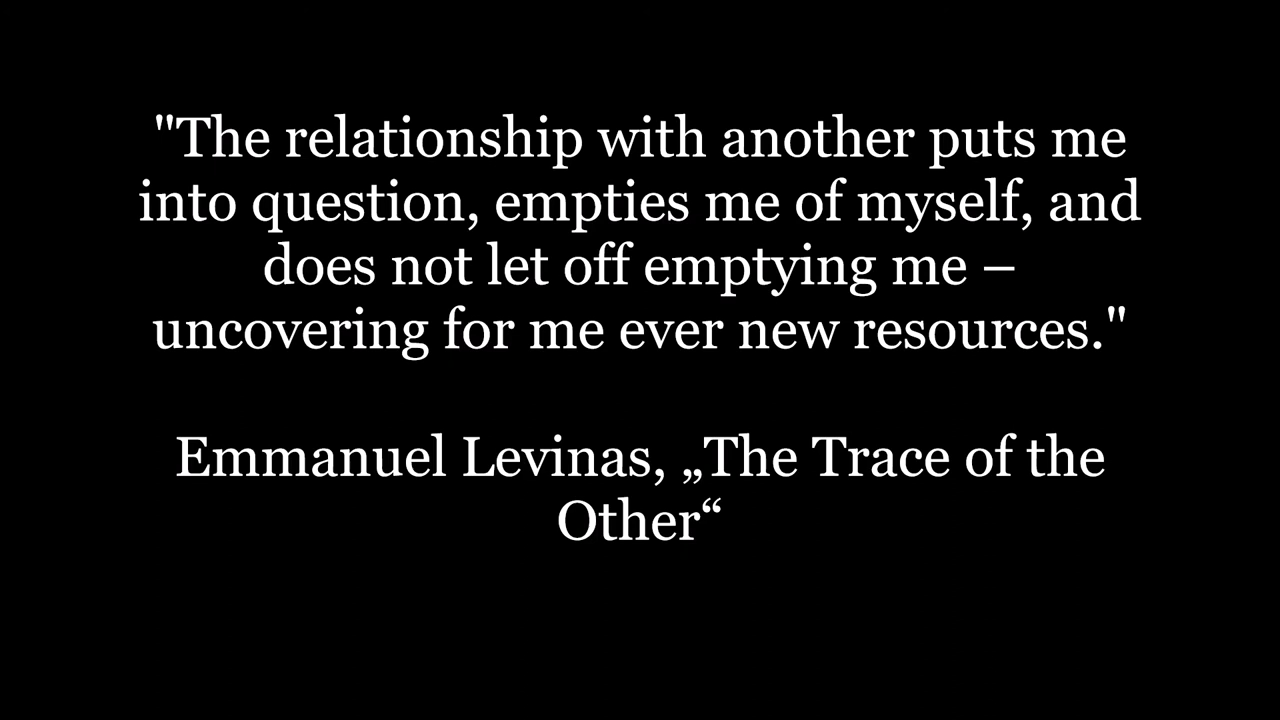 "The relationship with another puts me
into question, empties me of myself, and
does not let off emptying me –
uncovering for me ever new resources."
Emmanuel Levinas, „The Trace of the
Other“